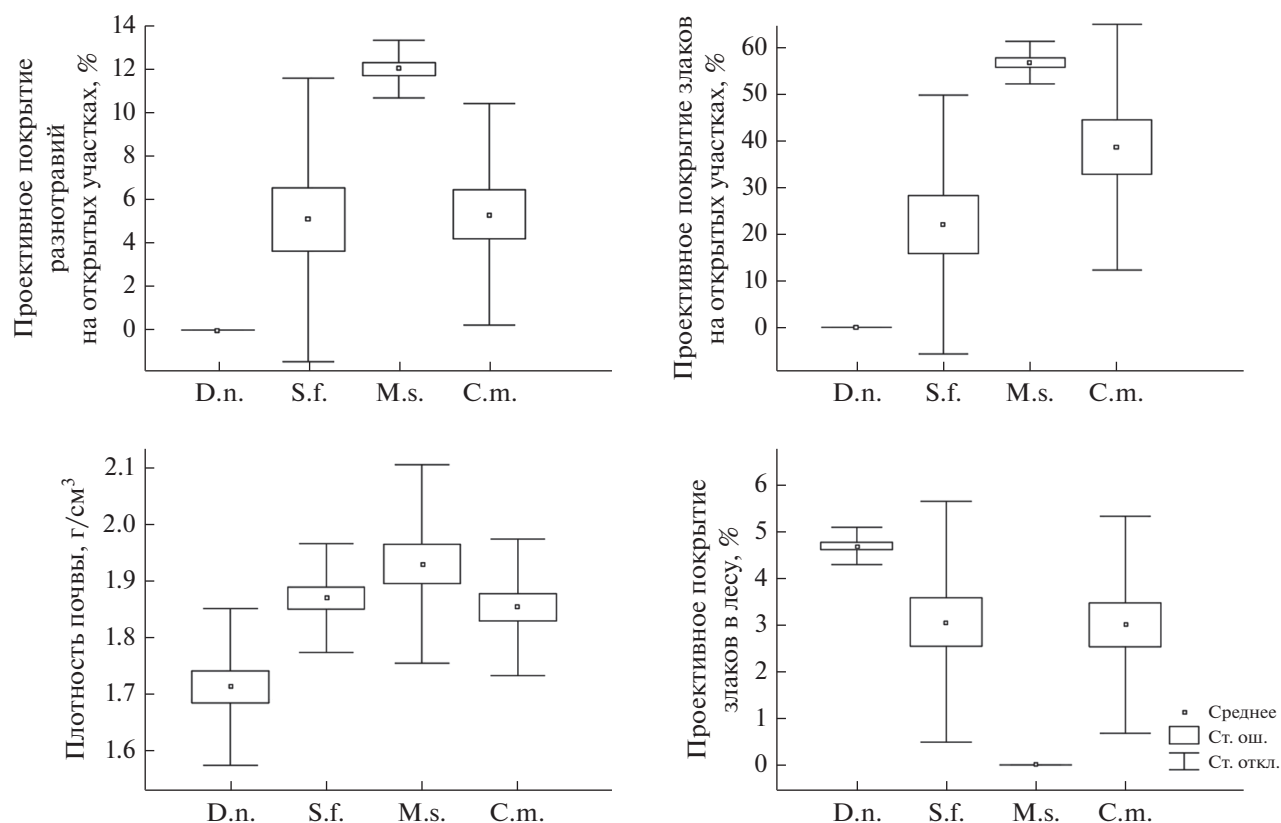 Проективное покрытие
разнотравий
на открытых участках, %
14
12
10
8
6
4
2
0
D.n. S.f. M.s. C.m.
Проективное покрытие злаков
на открытых участках, %
60
50
40
30
20
10
0
D.n. S.f. M.s. C.m.
Плотность почвы, г/см³
2.1
2.0
1.9
1.8
1.7
1.6
D.n. S.f. M.s. C.m.
Проективное покрытие
злаков в лесу, %
6
5
4
3
2
1
0
D.n. S.f. M.s. C.m.
Среднее
Ст. ош.
Ст. откл.